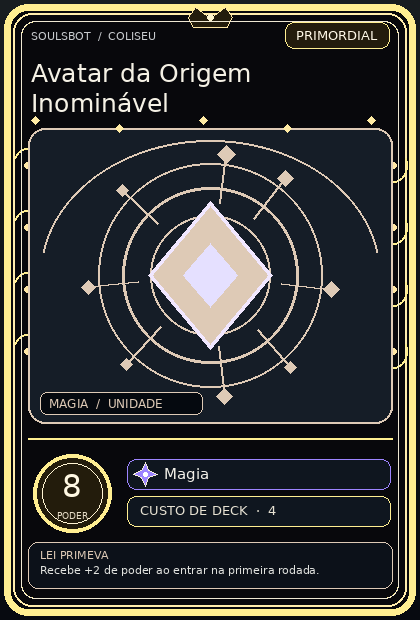 SOULSBOT / COLISEU
PRIMORDIAL
Avatar da Origem
Inominável
MAGIA / UNIDADE
8
PODER
Magia
CUSTO DE DECK · 4
LEI PRIMEVA
Recebe +2 de poder ao entrar na primeira rodada.